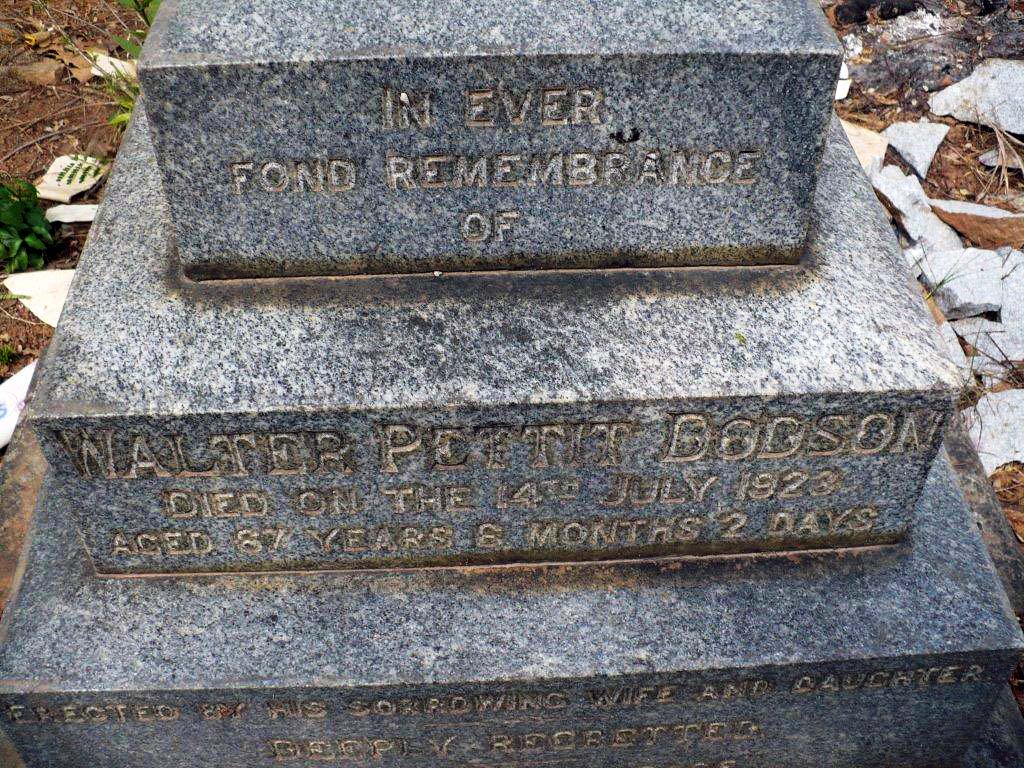 IN EVER
FOND REMEMBRANCE
OF
WALTER PETTIT DODSON
DIED ON THE 14TH JULY 1923
AGED 67 YEARS 6 MONTHS 2 DAYS
ERECTED BY HIS SORROWING WIFE AND DAUGHTER
DEEPLY REGRETTED